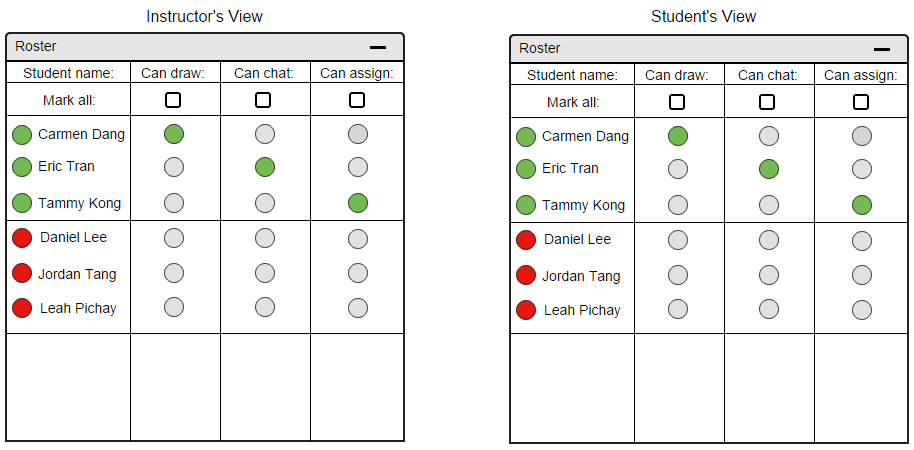 Instructor's View
Roster
Student name: Can draw: Can chat: Can assign:
Mark all:
Carmen Dang
Eric Tran
Tammy Kong
Daniel Lee
Jordan Tang
Leah Pichay
Student's View
Roster
Student name: Can draw: Can chat: Can assign:
Mark all:
Carmen Dang
Eric Tran
Tammy Kong
Daniel Lee
Jordan Tang
Leah Pichay